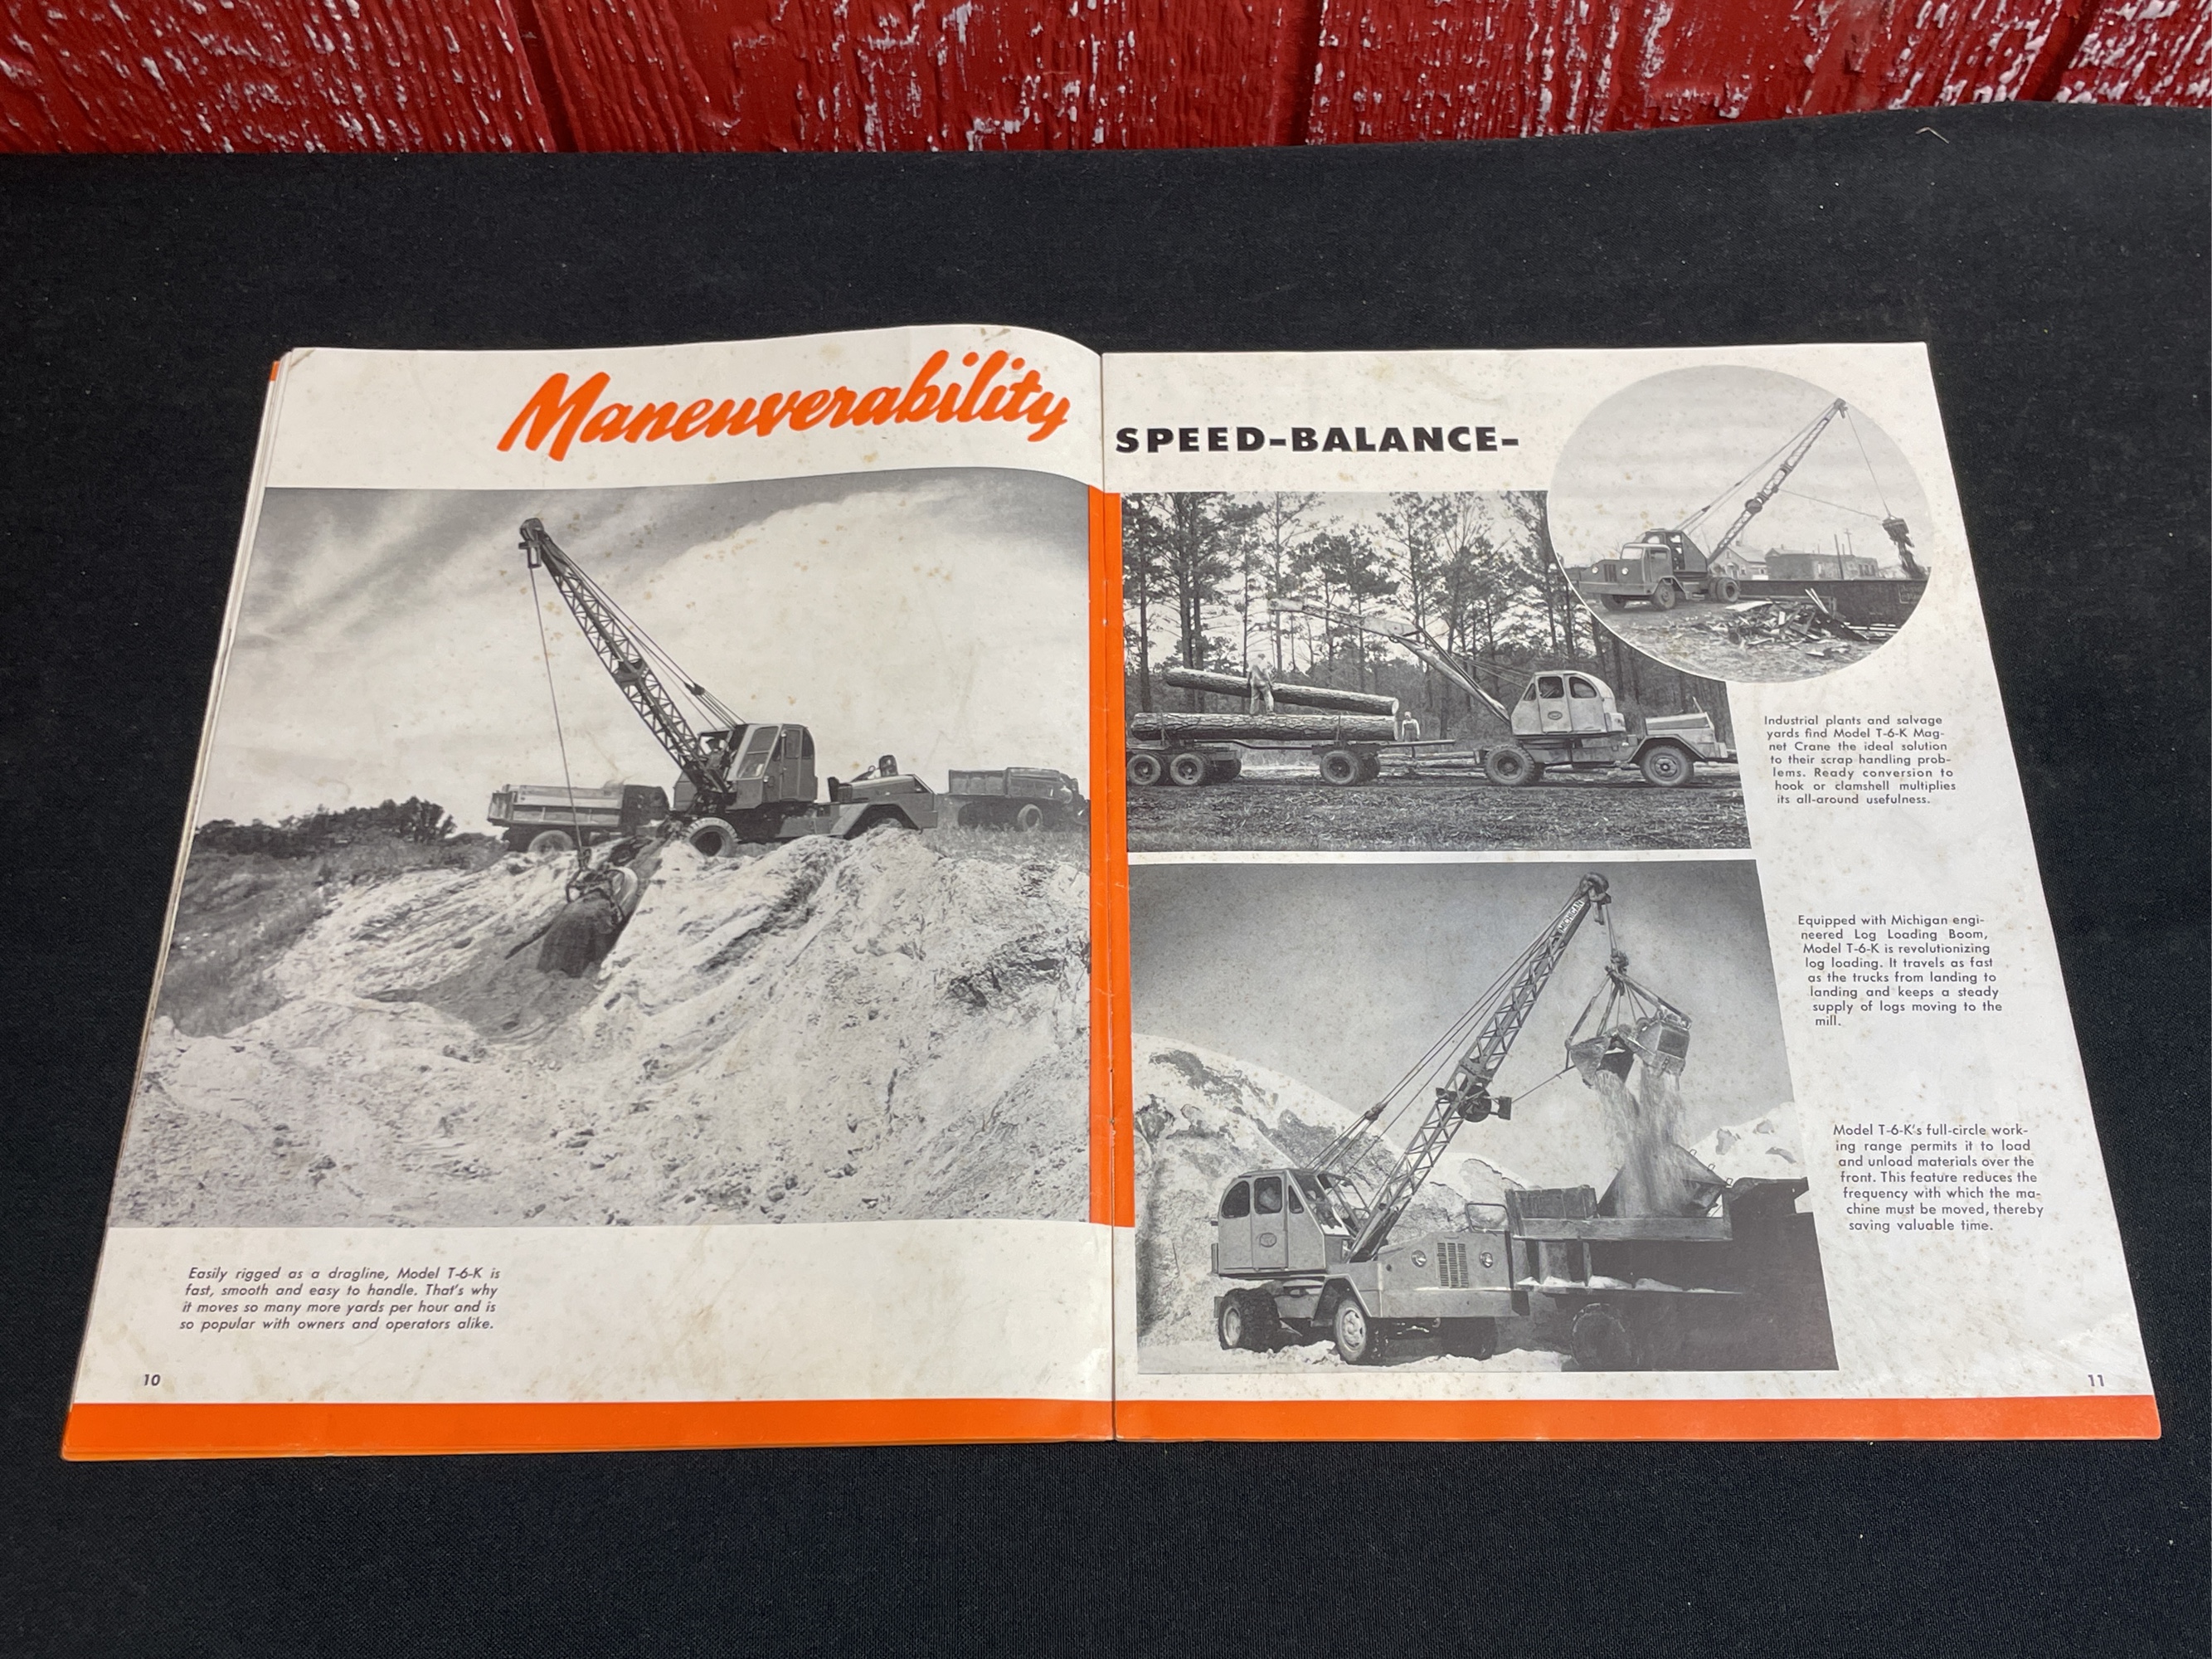 Maneuverability
Easily rigged as a dragline, Model T-6-K is
fast, smooth and easy to handle. That's why
it moves so many more yards per hour and is
so popular with owners and operators alike.
10
SPEED-BALANCE-
Industrial plants and salvage
yards find Model T-6-K Mag-
net Crane the ideal solution
to their scrap handling prob-
lems. Ready conversion to
hook or clamshell multiplies
its all-around usefulness.
Equipped with Michigan engi-
neered Log Loading Boom,
Model T-6-K is revolutionizing
log loading. It travels as fast
as the trucks from landing to
landing and keeps a steady
supply of logs moving to the
mill.
MICHIGAN
Model T-6-K's full-circle work-
ing range permits it to load
and unload materials over the
front. This feature reduces the
frequency with which the ma-
chine must be moved, thereby
saving valuable time.
11